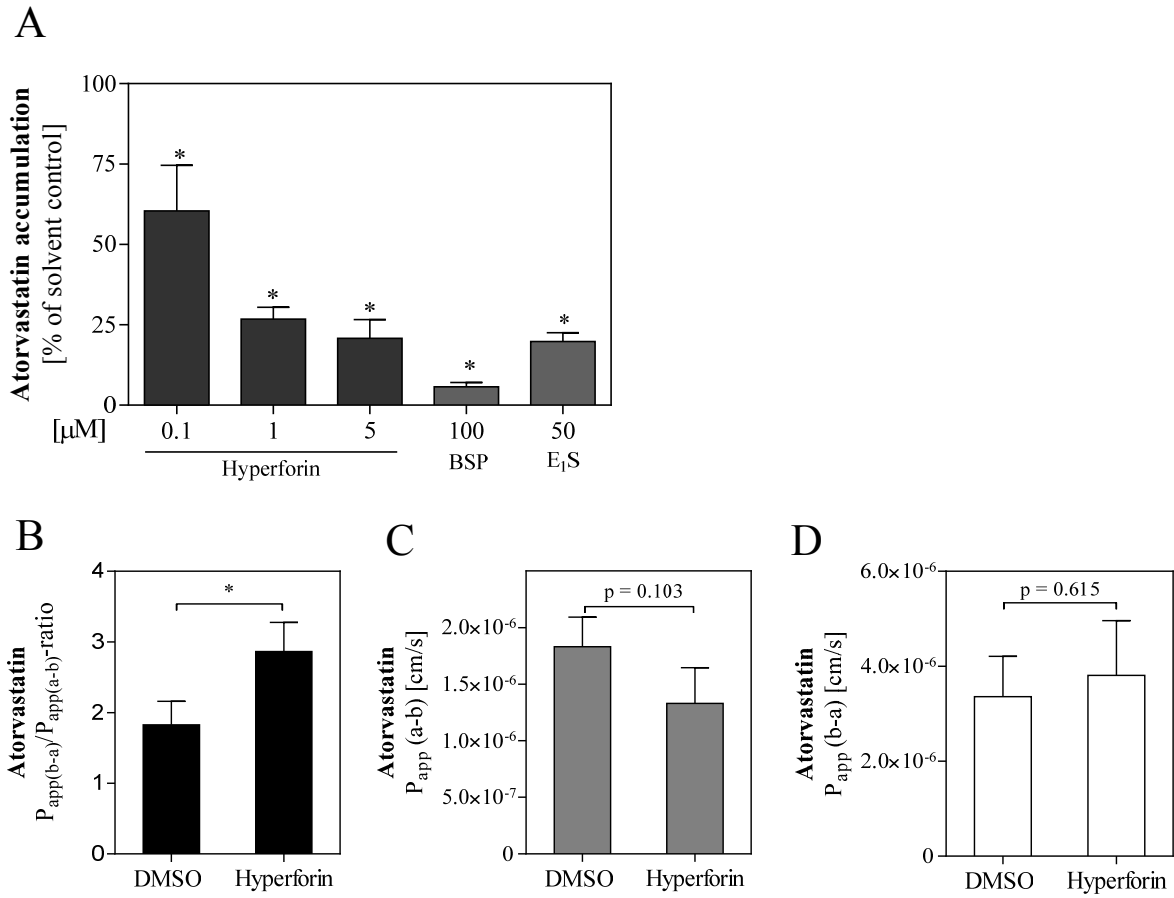 A
Atorvastatin accumulation
[% of solvent control]
100
75
50
25
0
*
*
*
*
*
[μM]
0.1
1
5
100
50
Hyperforin
BSP
E₁S
B
Atorvastatin
Papp(b-a)/Papp(a-b)-ratio
4
3
2
1
0
*
DMSO
Hyperforin
C
Atorvastatin
Papp (a-b) [cm/s]
2.0×10⁻⁶
1.5×10⁻⁶
1.0×10⁻⁶
5.0×10⁻⁷
0
p = 0.103
DMSO
Hyperforin
D
Atorvastatin
Papp (b-a) [cm/s]
6.0×10⁻⁶
4.0×10⁻⁶
2.0×10⁻⁶
0
p = 0.615
DMSO
Hyperforin